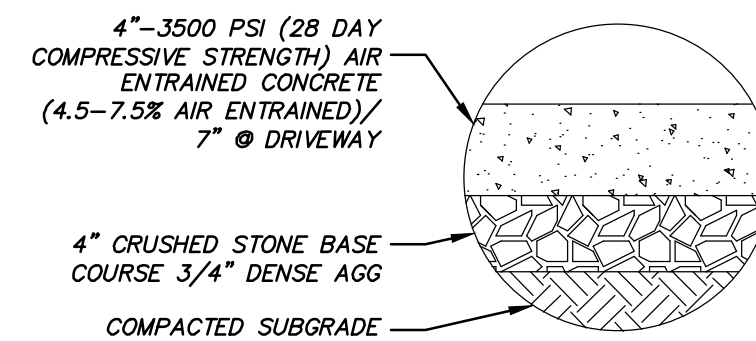 4"–3500 PSI (28 DAY
COMPRESSIVE STRENGTH) AIR
ENTRAINED CONCRETE
(4.5–7.5% AIR ENTRAINED)/
7" @ DRIVEWAY
4" CRUSHED STONE BASE
COURSE 3/4" DENSE AGG
COMPACTED SUBGRADE